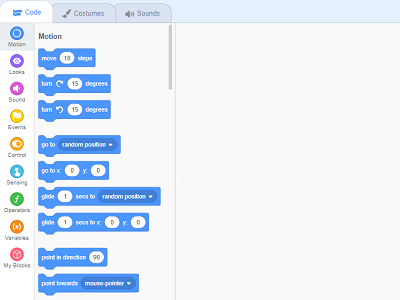 Code
Costumes
Sounds
Motion
Looks
Sound
Events
Control
Sensing
Operators
Variables
My Blocks
Motion
move 10 steps
turn 15 degrees
turn 15 degrees
go to random position
go to x: 0 y: 0
glide 1 secs to random position
glide 1 secs to x: 0 y: 0
point in direction 90
point towards mouse-pointer